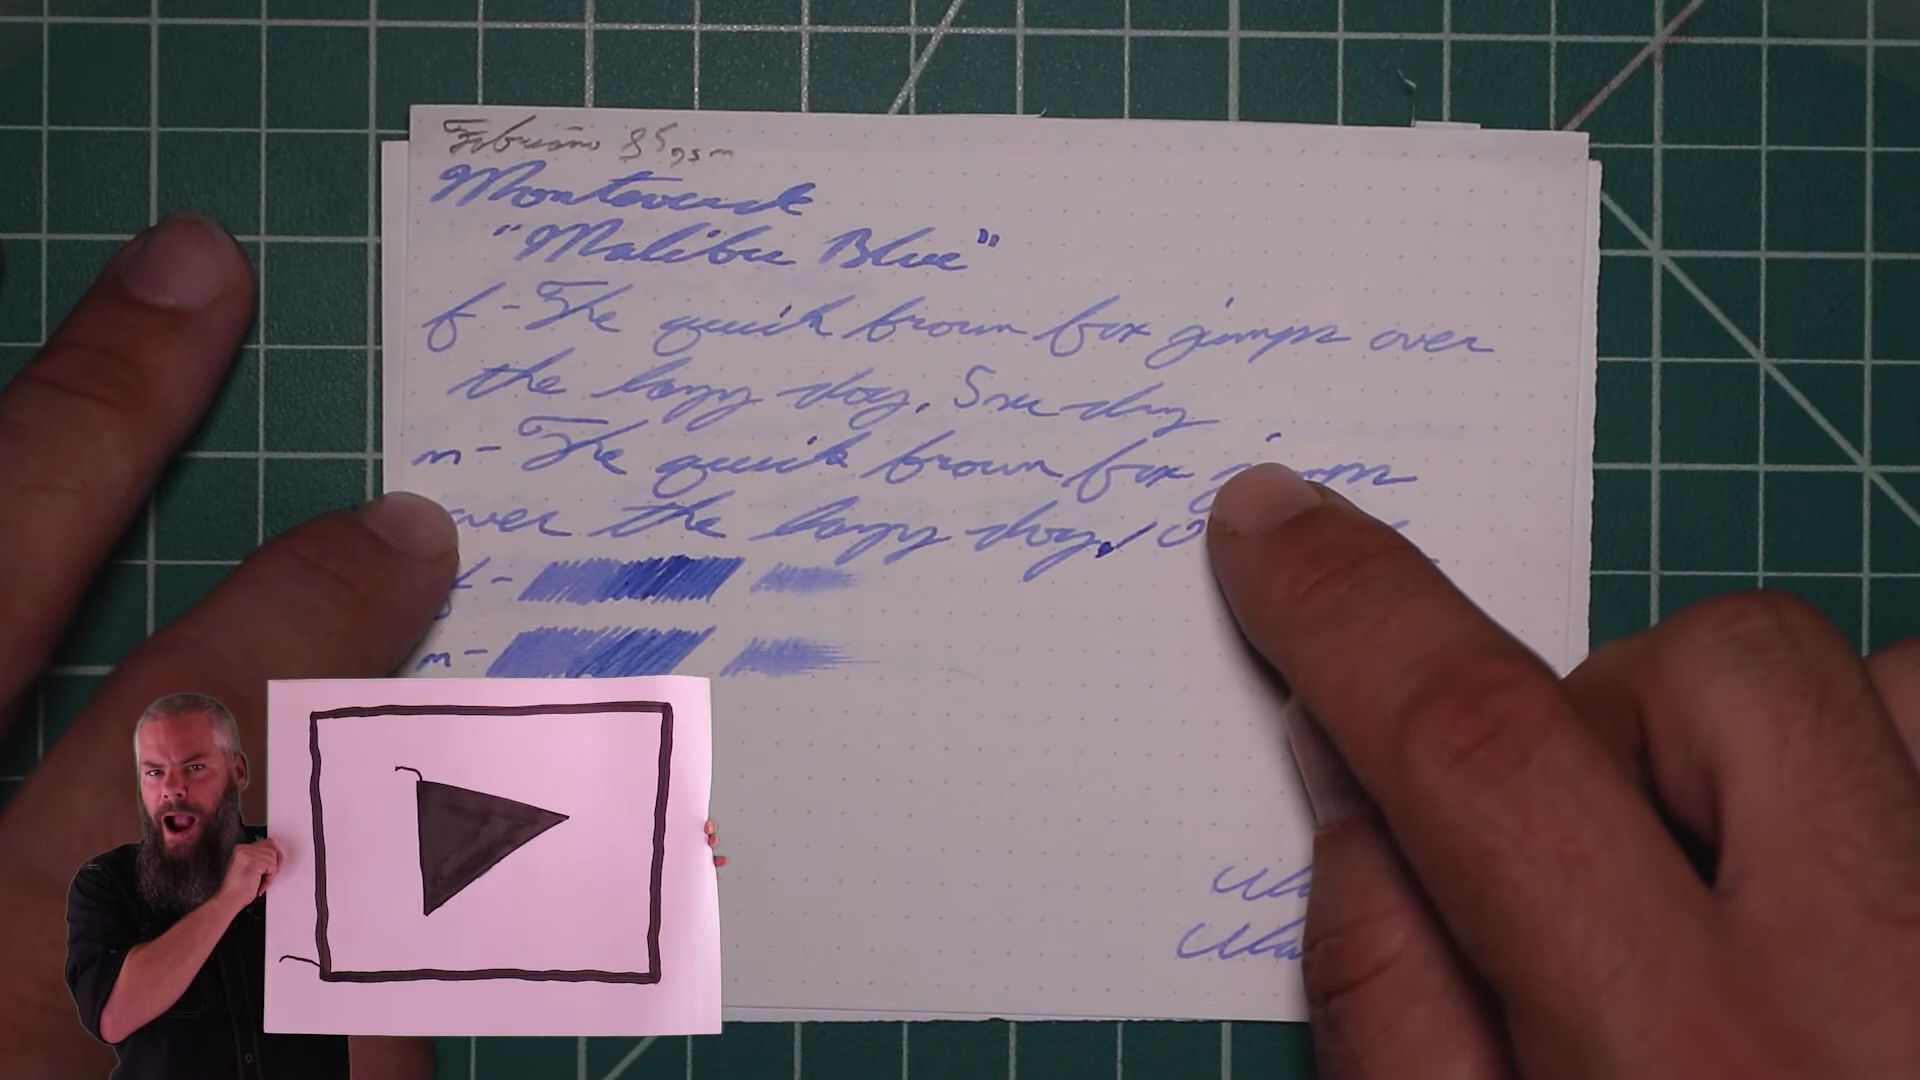 Fabriano 85gsm
Monteverde
"Malibu Blue"
f - The quick brown fox jumps over
the lazy dog. 5 sec dry
m - The quick brown fox jumps
over the lazy dog.
f -
m -